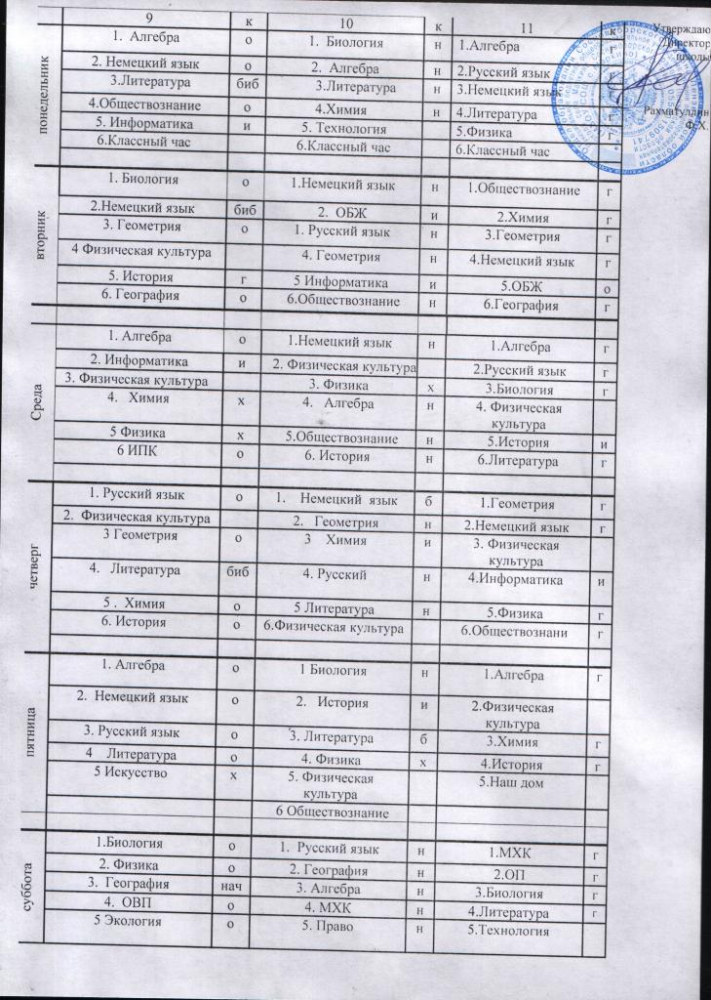 9 к 10 к 11 к
Утверждаю
Директор
школы
Рахматуллин
Ф.Х.
понедельник
1. Алгебра о 1. Биология н 1.Алгебра г
2. Немецкий язык о 2. Алгебра н 2.Русский язык г
3.Литература биб 3.Литература н 3.Немецкий язык г
4.Обществознание о 4.Химия н 4.Литература г
5. Информатика и 5. Технология 5.Физика г
6.Классный час 6.Классный час 6.Классный час
вторник
1. Биология о 1.Немецкий язык н 1.Обществознание г
2.Немецкий язык биб 2. ОБЖ и 2.Химия г
3. Геометрия о 1. Русский язык н 3.Геометрия г
4 Физическая культура 4. Геометрия н 4.Немецкий язык г
5. История г 5 Информатика и 5.ОБЖ о
6. География о 6.Обществознание н 6.География г
Среда
1. Алгебра о 1.Немецкий язык н 1.Алгебра г
2. Информатика и 2. Физическая культура 2.Русский язык г
3. Физическая культура 3. Физика х 3.Биология г
4. Химия х 4. Алгебра н 4. Физическая
культура
5 Физика х 5.Обществознание н 5.История и
6 ИПК о 6. История н 6.Литература г
четверг
1. Русский язык о 1. Немецкий язык б 1.Геометрия г
2. Физическая культура 2. Геометрия н 2.Немецкий язык г
3 Геометрия о 3 Химия и 3. Физическая
культура
4. Литература биб 4. Русский н 4.Информатика и
5 . Химия о 5 Литература н 5.Физика г
6. История о 6.Физическая культура 6.Обществознани г
пятница
1. Алгебра о 1 Биология н 1.Алгебра г
2. Немецкий язык о 2. История и 2.Физическая
культура
3. Русский язык о 3. Литература б 3.Химия г
4 Литература о 4. Физика х 4.История г
5 Искусство х 5. Физическая 5.Наш дом
культура
6 Обществознание
суббота
1.Биология о 1. Русский язык н 1.МХК г
2. Физика о 2. География н 2.ОП г
3. География нач 3. Алгебра н 3.Биология г
4. ОВП о 4. МХК н 4.Литература г
5 Экология о 5. Право н 5.Технология